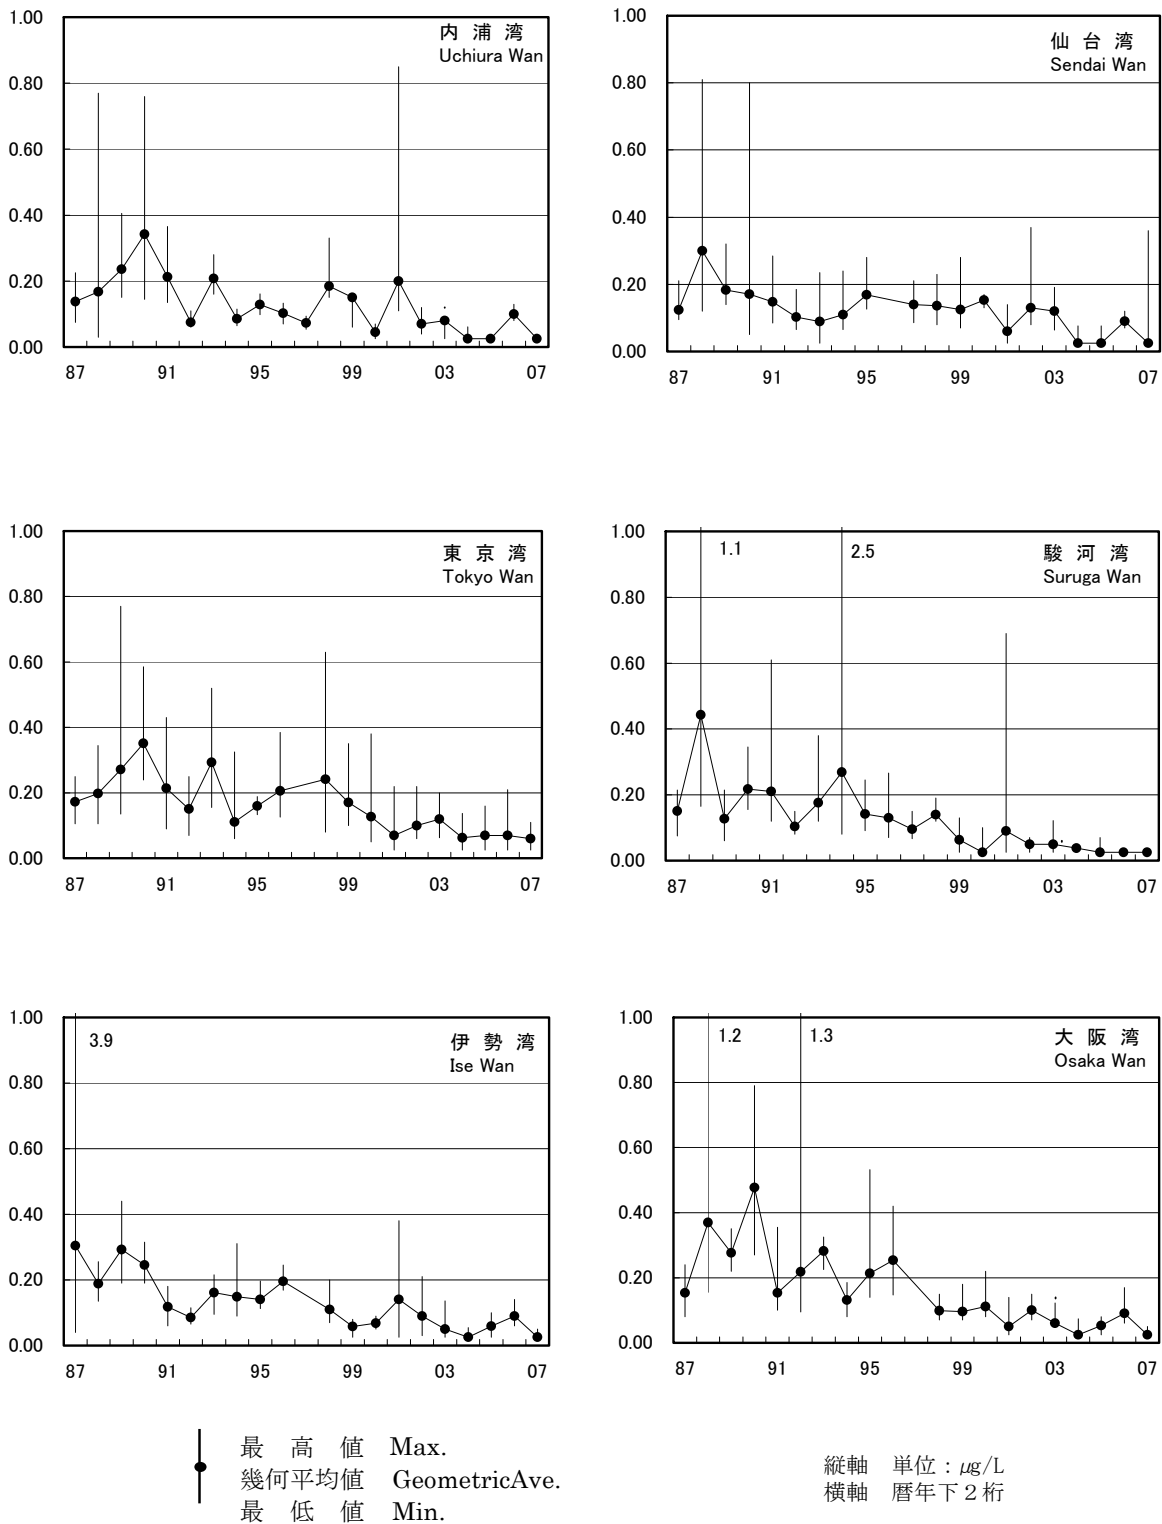 1.00
0.80
0.60
0.40
0.20
0.00
87 91 95 99 03 07
内 浦 湾
Uchiura Wan
1.00
0.80
0.60
0.40
0.20
0.00
87 91 95 99 03 07
仙 台 湾
Sendai Wan
1.00
0.80
0.60
0.40
0.20
0.00
87 91 95 99 03 07
東 京 湾
Tokyo Wan
1.00
0.80
0.60
0.40
0.20
0.00
87 91 95 99 03 07
1.1 2.5
駿 河 湾
Suruga Wan
1.00
0.80
0.60
0.40
0.20
0.00
87 91 95 99 03 07
3.9
伊 勢 湾
Ise Wan
1.00
0.80
0.60
0.40
0.20
0.00
87 91 95 99 03 07
1.2 1.3
大 阪 湾
Osaka Wan
最 高 値 Max.
幾何平均値 GeometricAve.
最 低 値 Min.
縦軸 単位：μg/L
横軸 暦年下２桁